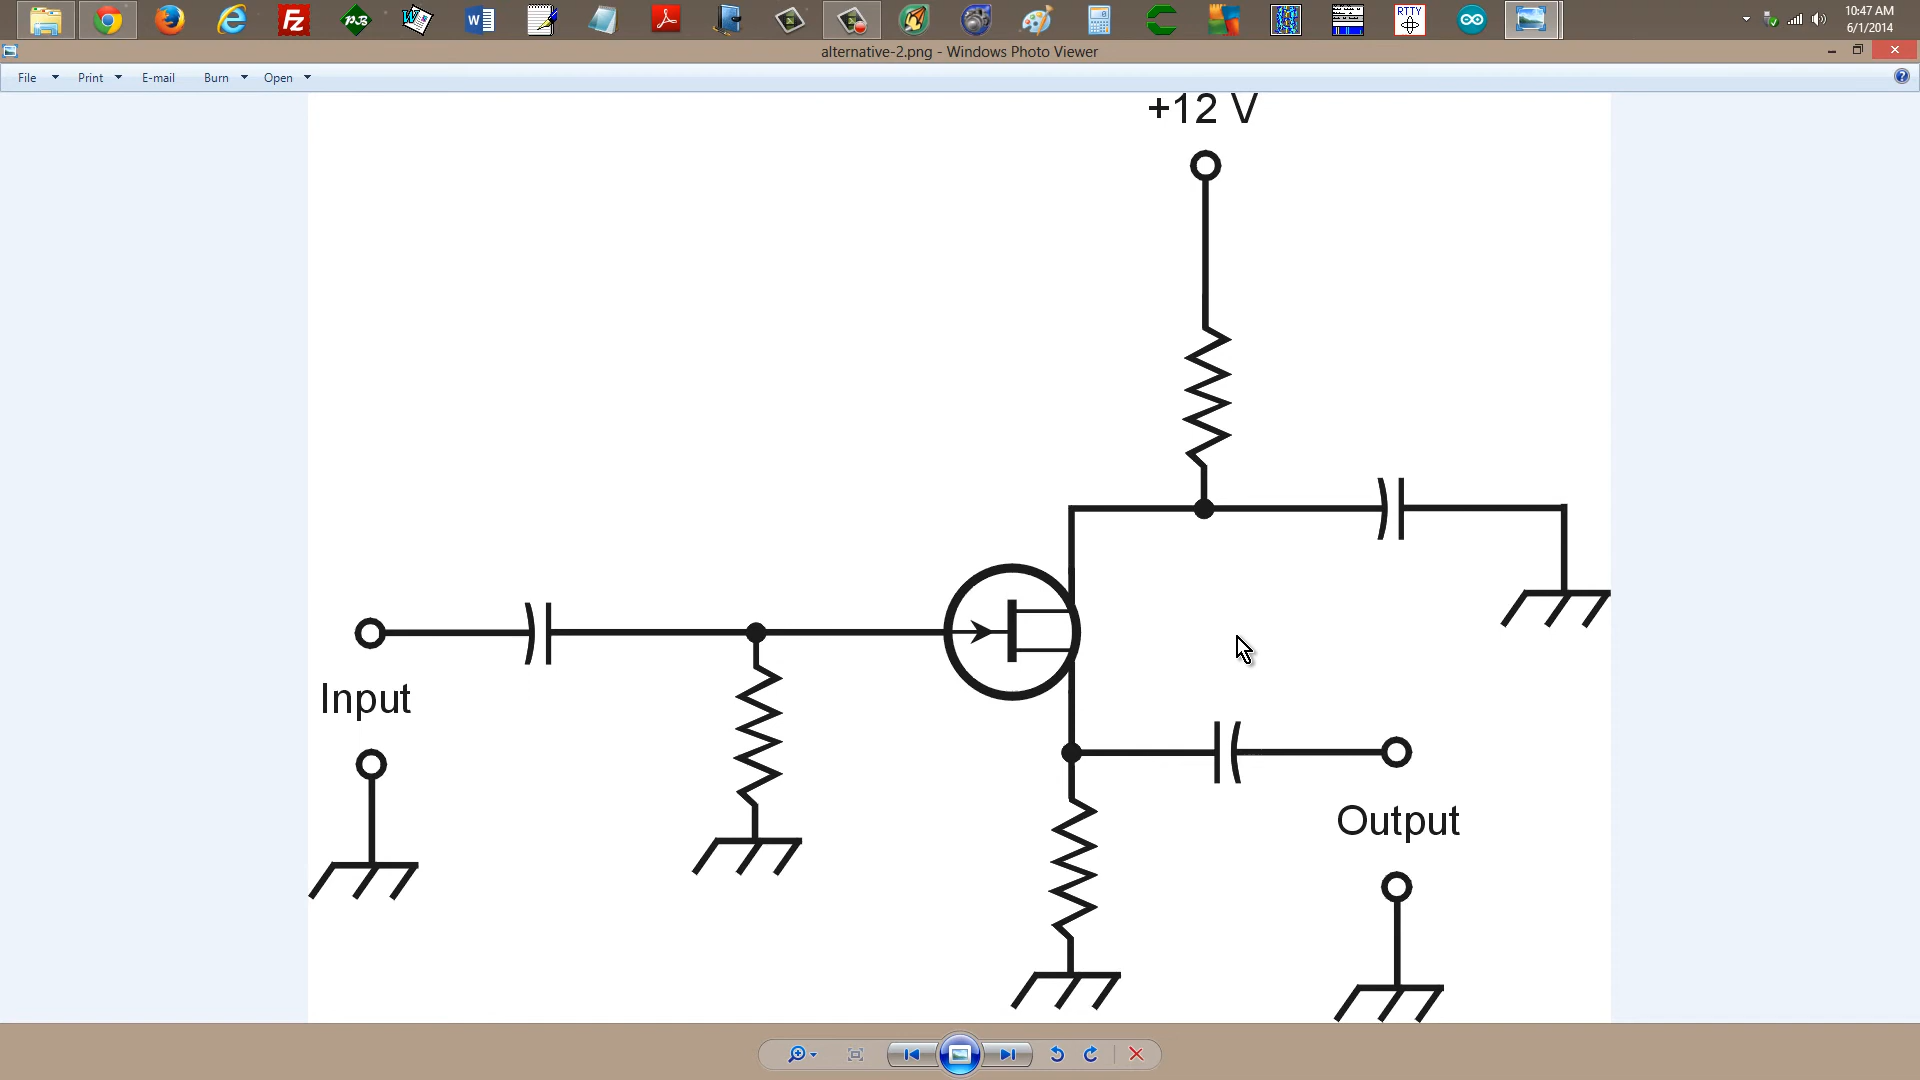 10:47 AM
6/1/2014
alternative-2.png - Windows Photo Viewer
File Print E-mail Burn Open
+12 V
Input
Output
RTTY